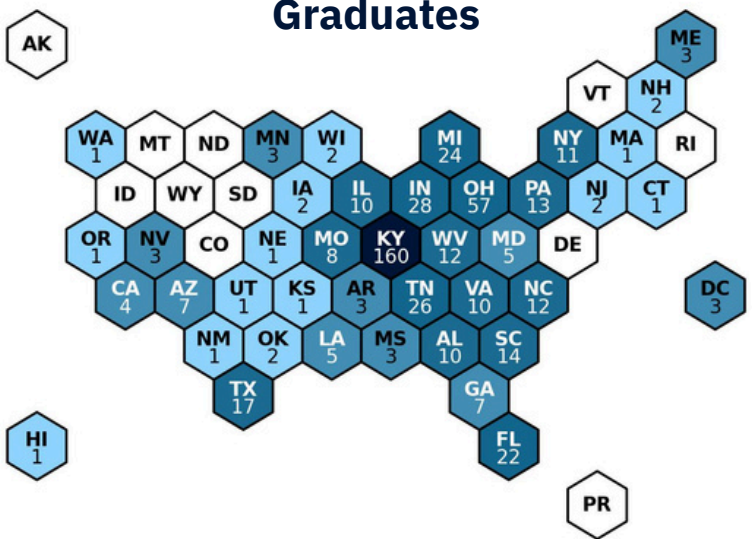 Graduates
AK
ME
3
VT
NH
2
WA
1
MT
ND
MN
3
WI
2
MI
24
NY
11
MA
1
RI
ID
WY
SD
IA
2
IL
10
IN
28
OH
57
PA
13
NJ
2
CT
1
OR
1
NV
3
CO
NE
1
MO
8
KY
160
WV
12
MD
5
DE
CA
4
AZ
7
UT
1
KS
1
AR
3
TN
26
VA
10
NC
12
DC
3
NM
1
OK
2
LA
5
MS
3
AL
10
SC
14
TX
17
GA
7
HI
1
FL
22
PR